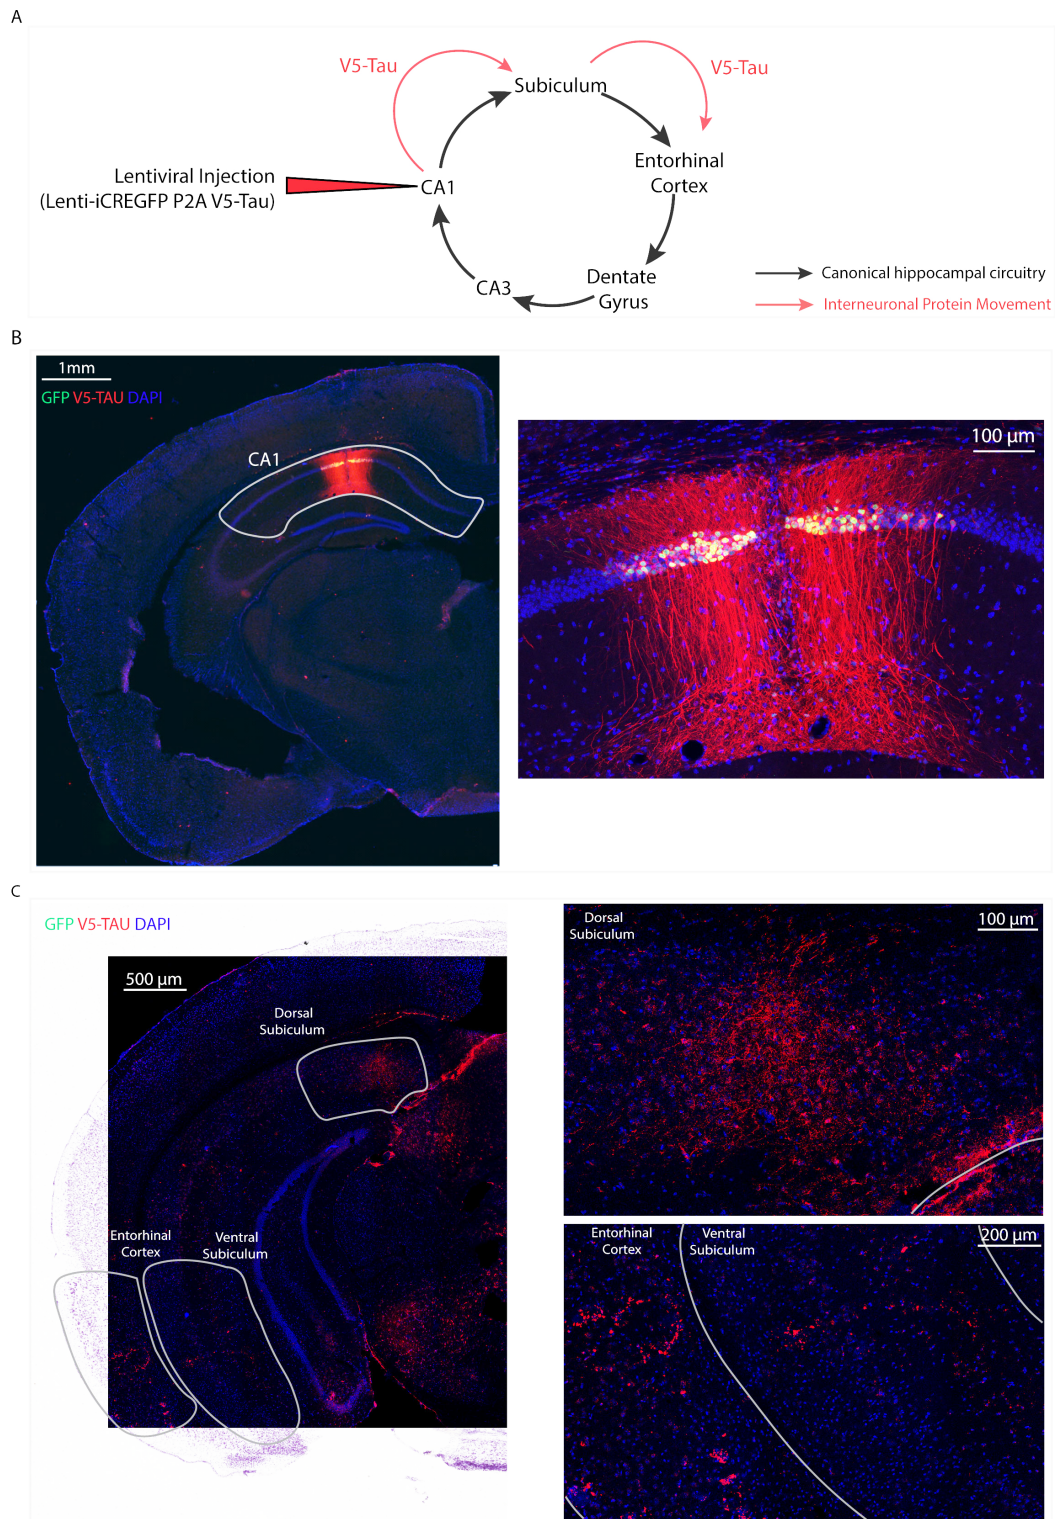 A
V5-Tau
V5-Tau
Subiculum
Lentiviral Injection
(Lenti-iCREGFP P2A V5-Tau)
CA1
Entorhinal
Cortex
CA3
Dentate
Gyrus
Canonical hippocampal circuitry
Interneuronal Protein Movement
B
1mm
GFP V5-TAU DAPI
CA1
100 µm
C
GFP V5-TAU DAPI
500 µm
Dorsal
Subiculum
Entorhinal
Cortex
Ventral
Subiculum
Dorsal
Subiculum
100 µm
Entorhinal
Cortex
Ventral
Subiculum
200 µm